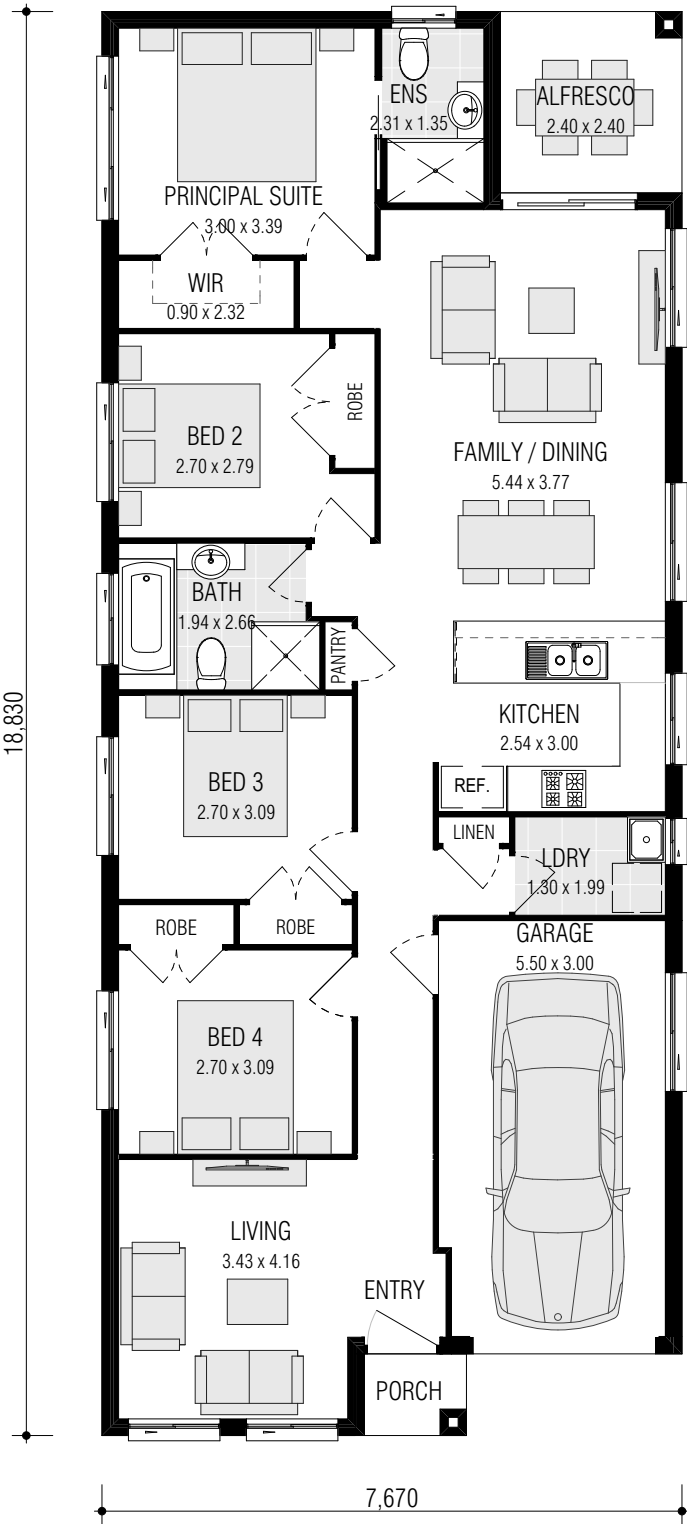 ENS
2.31 x 1.35
ALFRESCO
2.40 x 2.40
PRINCIPAL SUITE
3.00 x 3.39
WIR
0.90 x 2.32
ROBE
BED 2
2.70 x 2.79
FAMILY / DINING
5.44 x 3.77
BATH
1.94 x 2.66
PANTRY
18,830
KITCHEN
2.54 x 3.00
BED 3
2.70 x 3.09
REF.
LINEN
LDRY
1.30 x 1.99
ROBE
ROBE
GARAGE
5.50 x 3.00
BED 4
2.70 x 3.09
LIVING
3.43 x 4.16
ENTRY
PORCH
7,670